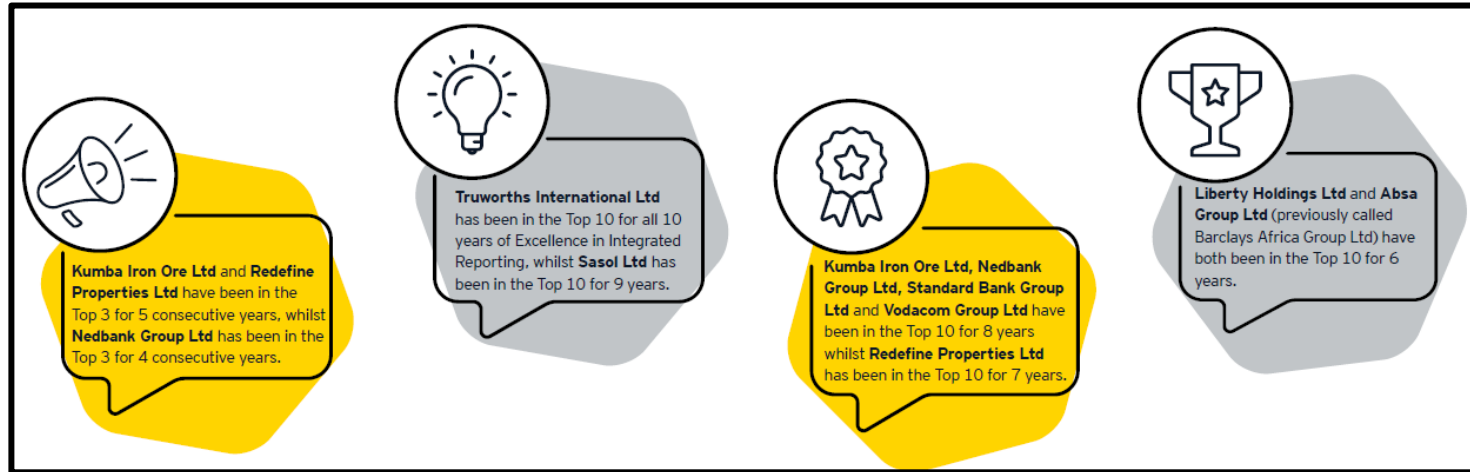 Kumba Iron Ore Ltd and Redefine
Properties Ltd have been in the
Top 3 for 5 consecutive years, whilst
Nedbank Group Ltd has been in the
Top 3 for 4 consecutive years.
Truworths International Ltd
has been in the Top 10 for all 10
years of Excellence in Integrated
Reporting, whilst Sasol Ltd has
been in the Top 10 for 9 years.
Kumba Iron Ore Ltd, Nedbank
Group Ltd, Standard Bank Group
Ltd and Vodacom Group Ltd have
been in the Top 10 for 8 years
whilst Redefine Properties Ltd
has been in the Top 10 for 7 years.
Liberty Holdings Ltd and Absa
Group Ltd (previously called
Barclays Africa Group Ltd) have
both been in the Top 10 for 6
years.